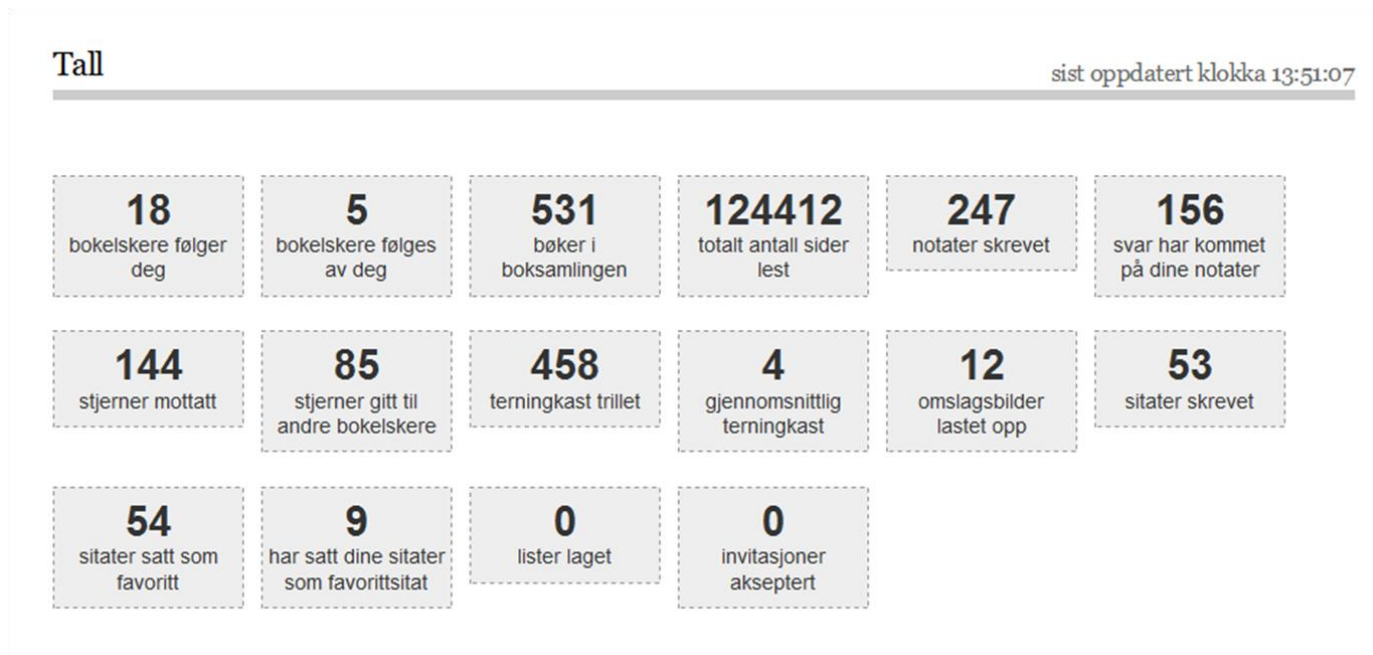 Tall
sist oppdatert klokka 13:51:07
18
bokelskere følger
deg
5
bokelskere følges
av deg
531
bøker i
boksamlingen
124412
totalt antall sider
lest
247
notater skrevet
156
svar har kommet
på dine notater
144
stjerner mottatt
85
stjerner gitt til
andre bokelskere
458
terningkast trillet
4
gjennomsnittlig
terningkast
12
omslagsbilder
lastet opp
53
sitater skrevet
54
sitater satt som
favoritt
9
har satt dine sitater
som favorittsitat
0
lister laget
0
invitasjoner
akseptert